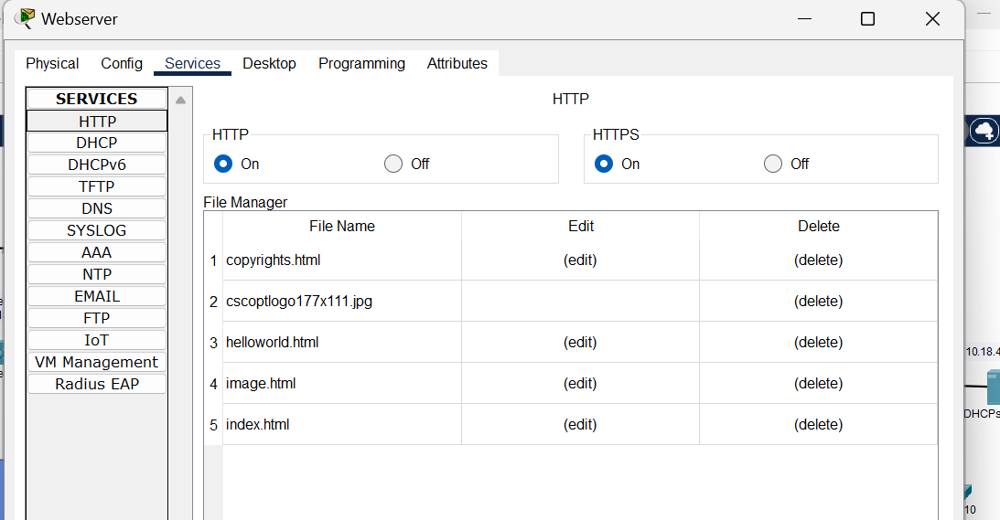 Webserver
Physical Config Services Desktop Programming Attributes
SERVICES
HTTP
DHCP
DHCPv6
TFTP
DNS
SYSLOG
AAA
NTP
EMAIL
FTP
IoT
VM Management
Radius EAP
HTTP
HTTP
On Off
HTTPS
On Off
File Manager
File Name Edit Delete
1 copyrights.html (edit) (delete)
2 cscoptlogo177x111.jpg (delete)
3 helloworld.html (edit) (delete)
4 image.html (edit) (delete)
5 index.html (edit) (delete)
10.18.4
DHCPs
10